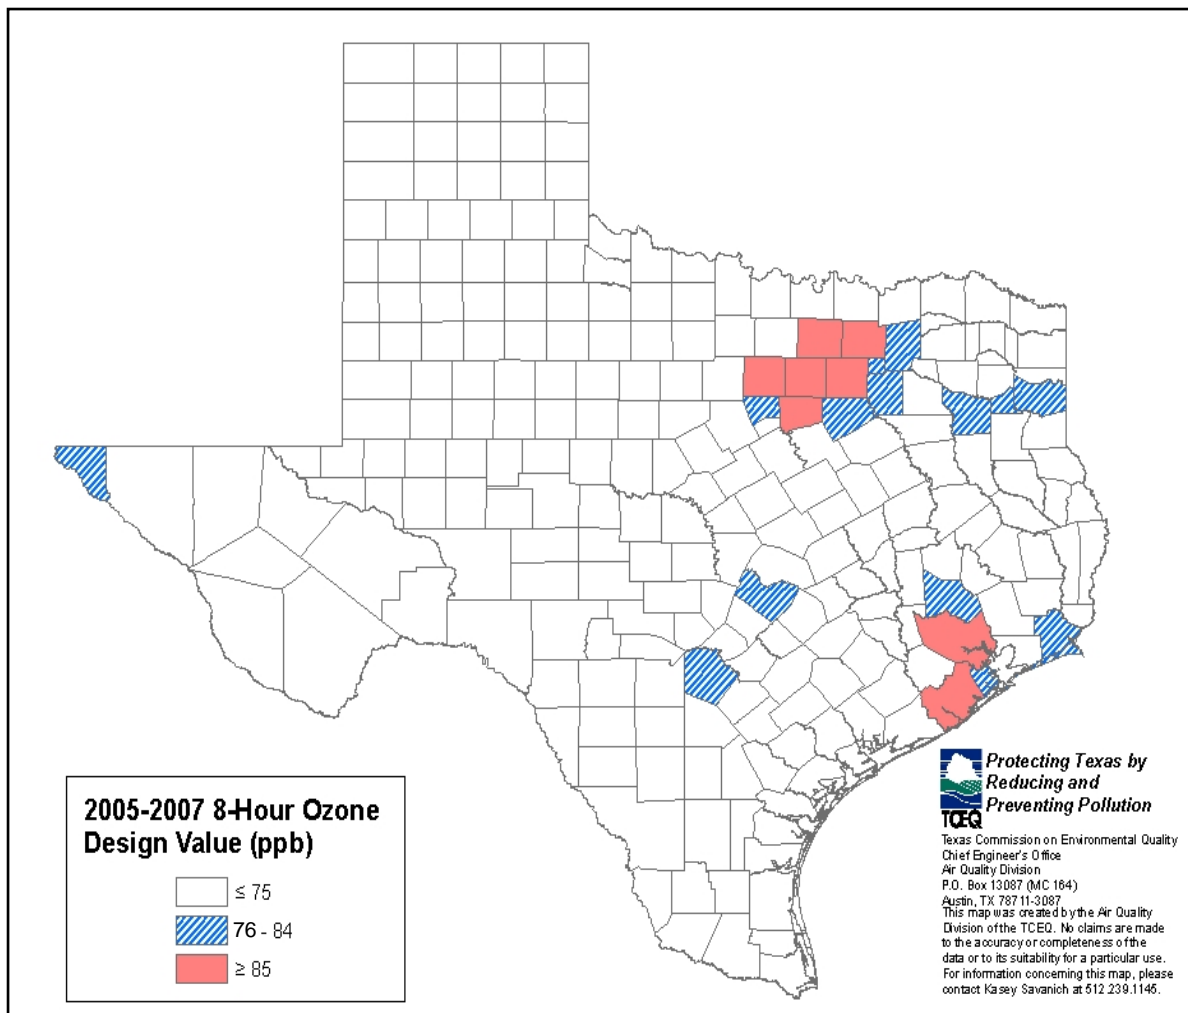 2005-2007 8-Hour Ozone
Design Value (ppb)
≤ 75
76 - 84
≥ 85
Protecting Texas by
Reducing and
Preventing Pollution
TCEQ
Texas Commission on Environmental Quality
Chief Engineer's Office
Air Quality Division
P.O. Box 13087 (MC 164)
Austin, TX 78711-3087
This map was created by the Air Quality
Division of the TCEQ. No claims are made
to the accuracy or completeness of the
data or to its suitability for a particular use.
For information concerning this map, please
contact Kasey Savanich at 512.239.1145.